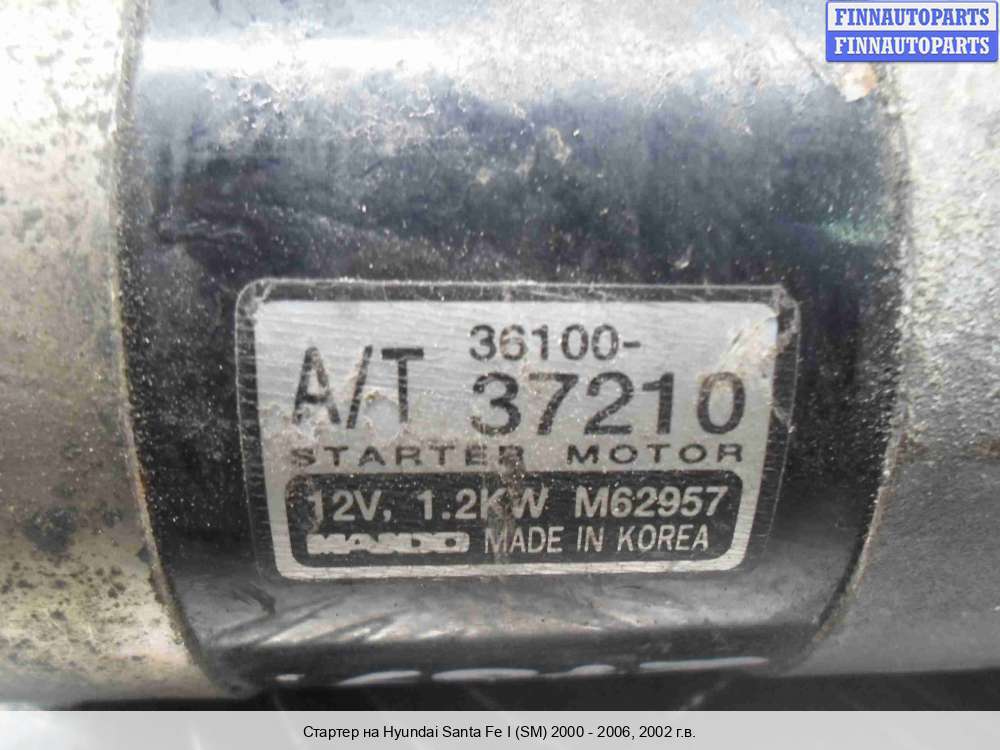 FINNAUTOPARTS
FINNAUTOPARTS
36100-
A/T 37210
STARTER MOTOR
12V, 1.2KW M62957
MANDO MADE IN KOREA
Стартер на Hyundai Santa Fe I (SM) 2000 - 2006, 2002 г.в.